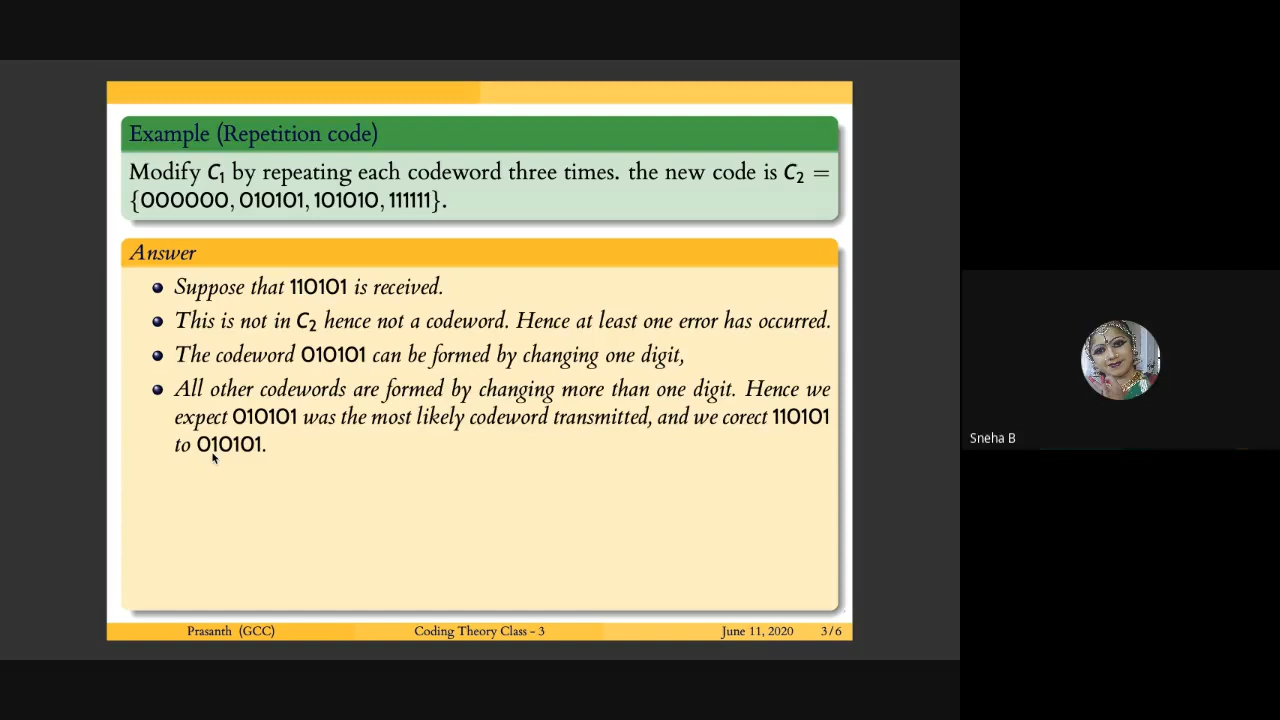 Example (Repetition code)
Modify C₁ by repeating each codeword three times. the new code is C₂ =
{000000, 010101, 101010, 111111}.
Answer
Suppose that 110101 is received.
This is not in C₂ hence not a codeword. Hence at least one error has occurred.
The codeword 010101 can be formed by changing one digit,
All other codewords are formed by changing more than one digit. Hence we
expect 010101 was the most likely codeword transmitted, and we corect 110101
to 010101.
Prasanth (GCC) Coding Theory Class - 3 June 11, 2020 3 / 6
Sneha B